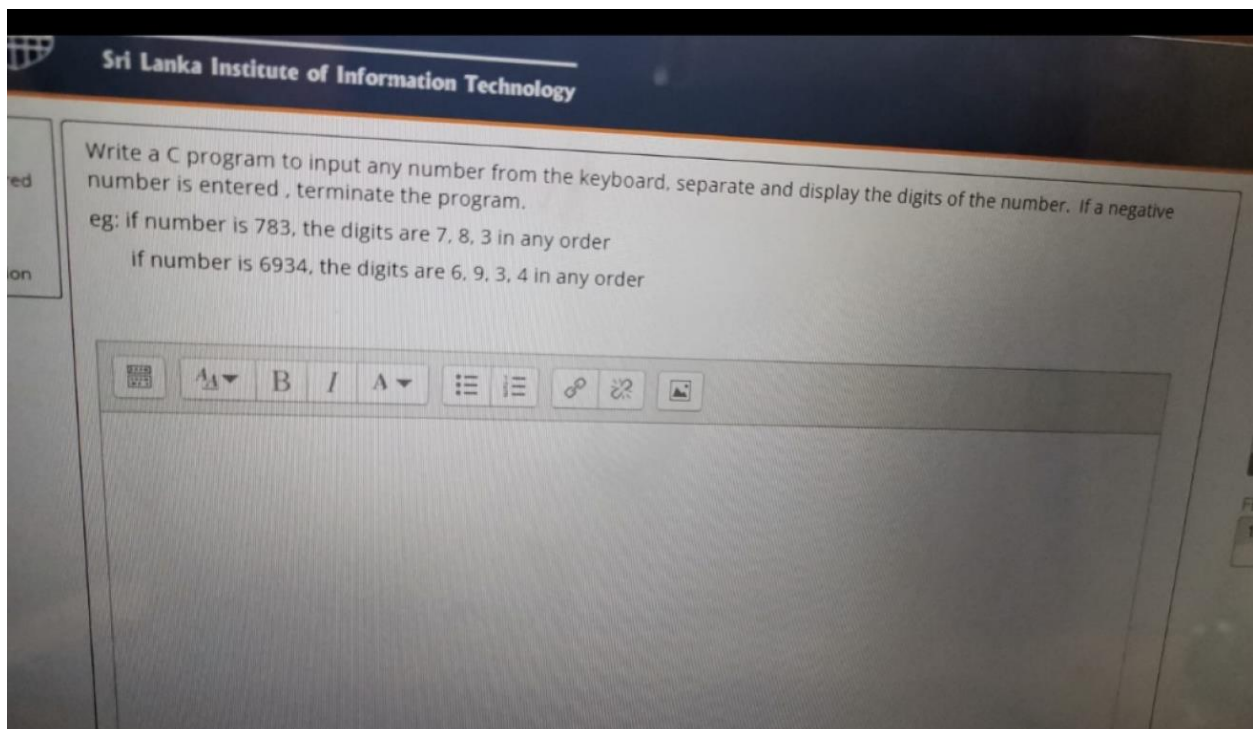 Sri Lanka Institute of Information Technology
Write a C program to input any number from the keyboard, separate and display the digits of the number. If a negative
number is entered , terminate the program.
eg: if number is 783, the digits are 7, 8, 3 in any order
if number is 6934, the digits are 6, 9, 3, 4 in any order
red
on
B I A